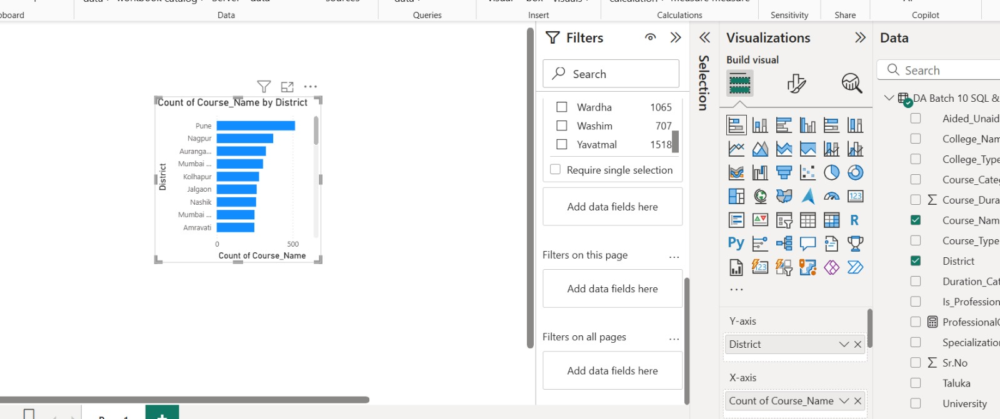 Data
Queries
Insert
Calculations
Sensitivity
Share
Copilot
Count of Course_Name by District
District
Pune
Nagpur
Auranga...
Mumbai ...
Kolhapur
Jalgaon
Nashik
Mumbai ...
Amravati
0 500
Count of Course_Name
Filters
Search
Wardha 1065
Washim 707
Yavatmal 1518
Require single selection
Add data fields here
Filters on this page ...
Add data fields here
Filters on all pages ...
Add data fields here
Selection
Visualizations
Build visual
123
R
Py
123
...
Y-axis
District
X-axis
Count of Course_Name
Data
Search
DA Batch 10 SQL &
Aided_Unaid
College_Nam
College_Type
Course_Categ
Σ Course_Dura
Course_Nam
Course_Type
District
Duration_Cat
Is_Profession
ProfessionalC
Specializatio
Σ Sr.No
Taluka
University